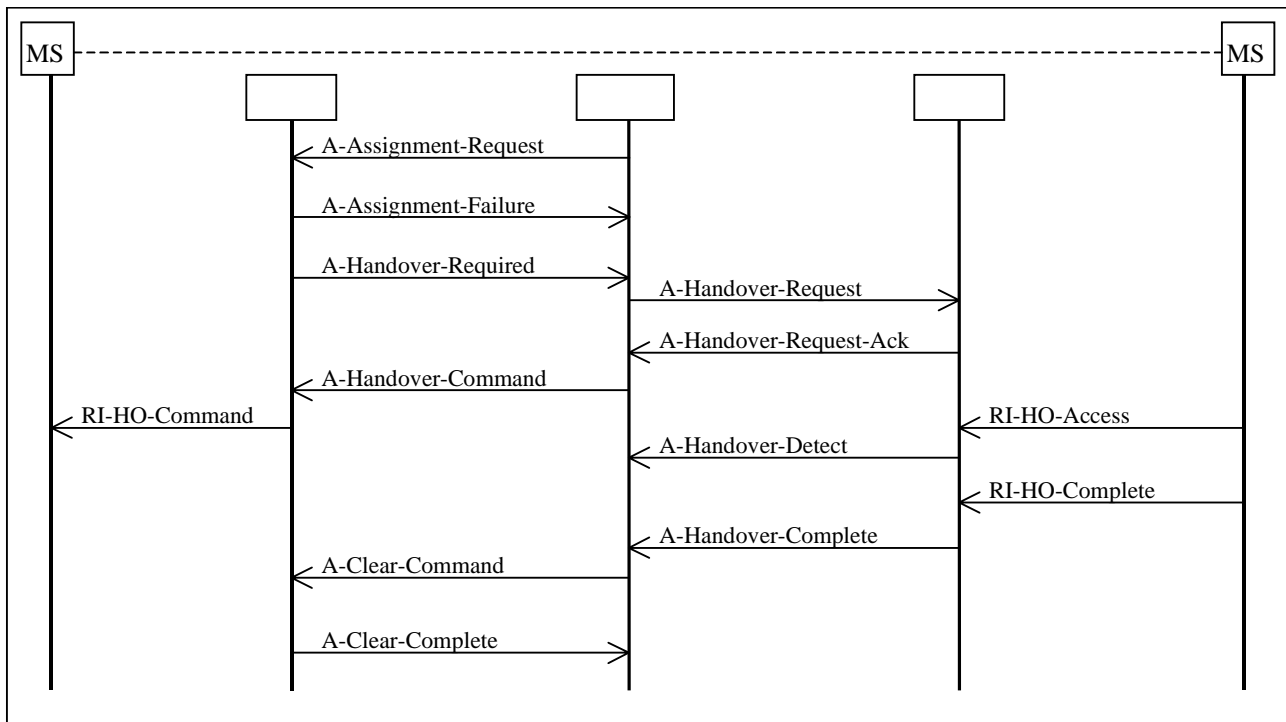 MS
MS
A-Assignment-Request
A-Assignment-Failure
A-Handover-Required
A-Handover-Request
A-Handover-Request-Ack
A-Handover-Command
RI-HO-Command
RI-HO-Access
A-Handover-Detect
RI-HO-Complete
A-Handover-Complete
A-Clear-Command
A-Clear-Complete